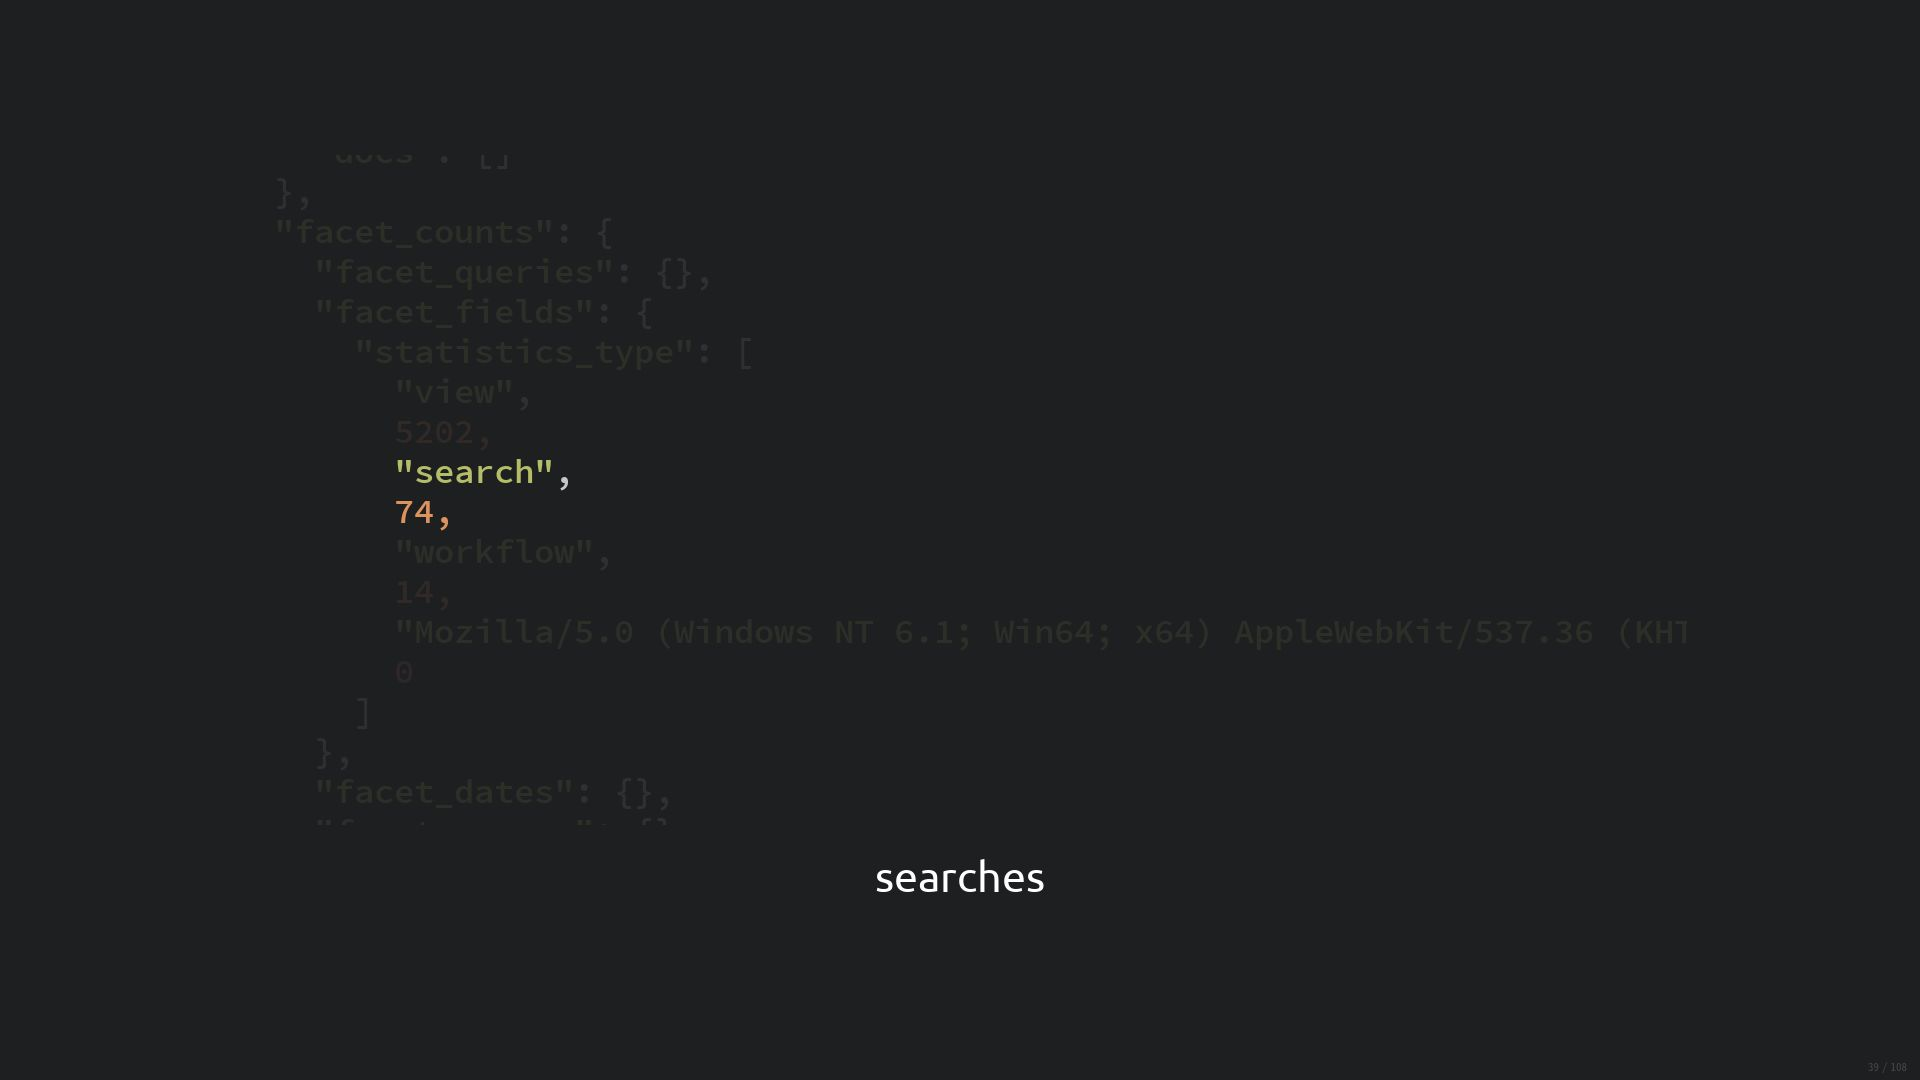 "docs": []
},
"facet_counts": {
"facet_queries": {},
"facet_fields": {
"statistics_type": [
"view",
5202,
"search",
74,
"workflow",
14,
"Mozilla/5.0 (Windows NT 6.1; Win64; x64) AppleWebKit/537.36 (KHT
0
]
},
"facet_dates": {},
searches
39 / 108